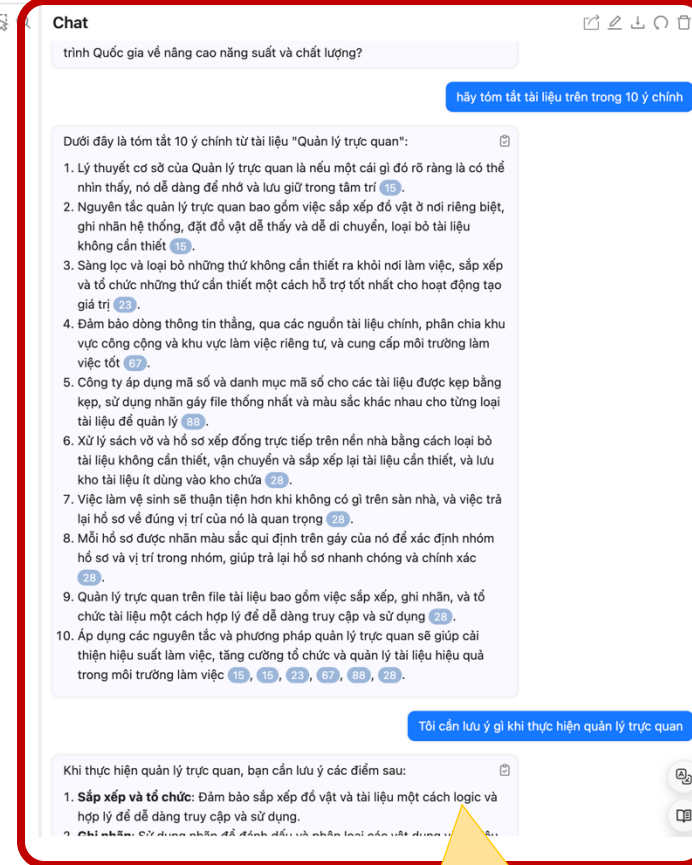 Chat
trình Quốc gia về nâng cao năng suất và chất lượng?
hãy tóm tắt tài liệu trên trong 10 ý chính
Dưới đây là tóm tắt 10 ý chính từ tài liệu "Quản lý trực quan":
1. Lý thuyết cơ sở của Quản lý trực quan là nếu một cái gì đó rõ ràng là có thể
nhìn thấy, nó dễ dàng để nhớ và lưu giữ trong tâm trí 15.
2. Nguyên tắc quản lý trực quan bao gồm việc sắp xếp đồ vật ở nơi riêng biệt,
ghi nhãn hệ thống, đặt đồ vật dễ thấy và dễ di chuyển, loại bỏ tài liệu
không cần thiết 15.
3. Sàng lọc và loại bỏ những thứ không cần thiết ra khỏi nơi làm việc, sắp xếp
và tổ chức những thứ cần thiết một cách hỗ trợ tốt nhất cho hoạt động tạo
giá trị 23.
4. Đảm bảo dòng thông tin thẳng, qua các nguồn tài liệu chính, phân chia khu
vực công cộng và khu vực làm việc riêng tư, và cung cấp môi trường làm
việc tốt 67.
5. Công ty áp dụng mã số và danh mục mã số cho các tài liệu được kẹp bằng
kẹp, sử dụng nhãn gáy file thống nhất và màu sắc khác nhau cho từng loại
tài liệu để quản lý 88.
6. Xử lý sách vở và hồ sơ xếp đống trực tiếp trên nền nhà bằng cách loại bỏ
tài liệu không cần thiết, vận chuyển và sắp xếp lại tài liệu cần thiết, và lưu
kho tài liệu ít dùng vào kho chứa 28.
7. Việc làm vệ sinh sẽ thuận tiện hơn khi không có gì trên sàn nhà, và việc trả
lại hồ sơ về đúng vị trí của nó là quan trọng 28.
8. Mỗi hồ sơ được nhãn màu sắc qui định trên gáy của nó để xác định nhóm
hồ sơ và vị trí trong nhóm, giúp trả lại hồ sơ nhanh chóng và chính xác
28.
9. Quản lý trực quan trên file tài liệu bao gồm việc sắp xếp, ghi nhãn, và tổ
chức tài liệu một cách hợp lý để dễ dàng truy cập và sử dụng 28.
10. Áp dụng các nguyên tắc và phương pháp quản lý trực quan sẽ giúp cải
thiện hiệu suất làm việc, tăng cường tổ chức và quản lý tài liệu hiệu quả
trong môi trường làm việc 15, 15, 23, 67, 88, 28.
Tôi cần lưu ý gì khi thực hiện quản lý trực quan
Khi thực hiện quản lý trực quan, bạn cần lưu ý các điểm sau:
1. Sắp xếp và tổ chức: Đảm bảo sắp xếp đồ vật và tài liệu một cách logic và
hợp lý để dễ dàng truy cập và sử dụng.
2. Ghi nhãn: Sử dụng nhãn để đánh dấu và phân loại các vật dụng